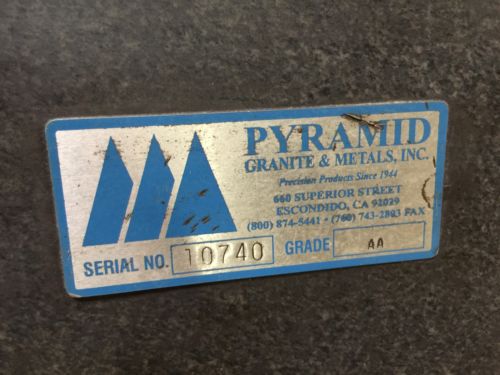 PYRAMID
GRANITE & METALS, INC.
Precision Products Since 1944
660 SUPERIOR STREET
ESCONDIDO, CA 92029
(800) 874-5441 • (760) 743-2803 FAX
SERIAL NO. 10740 GRADE AA